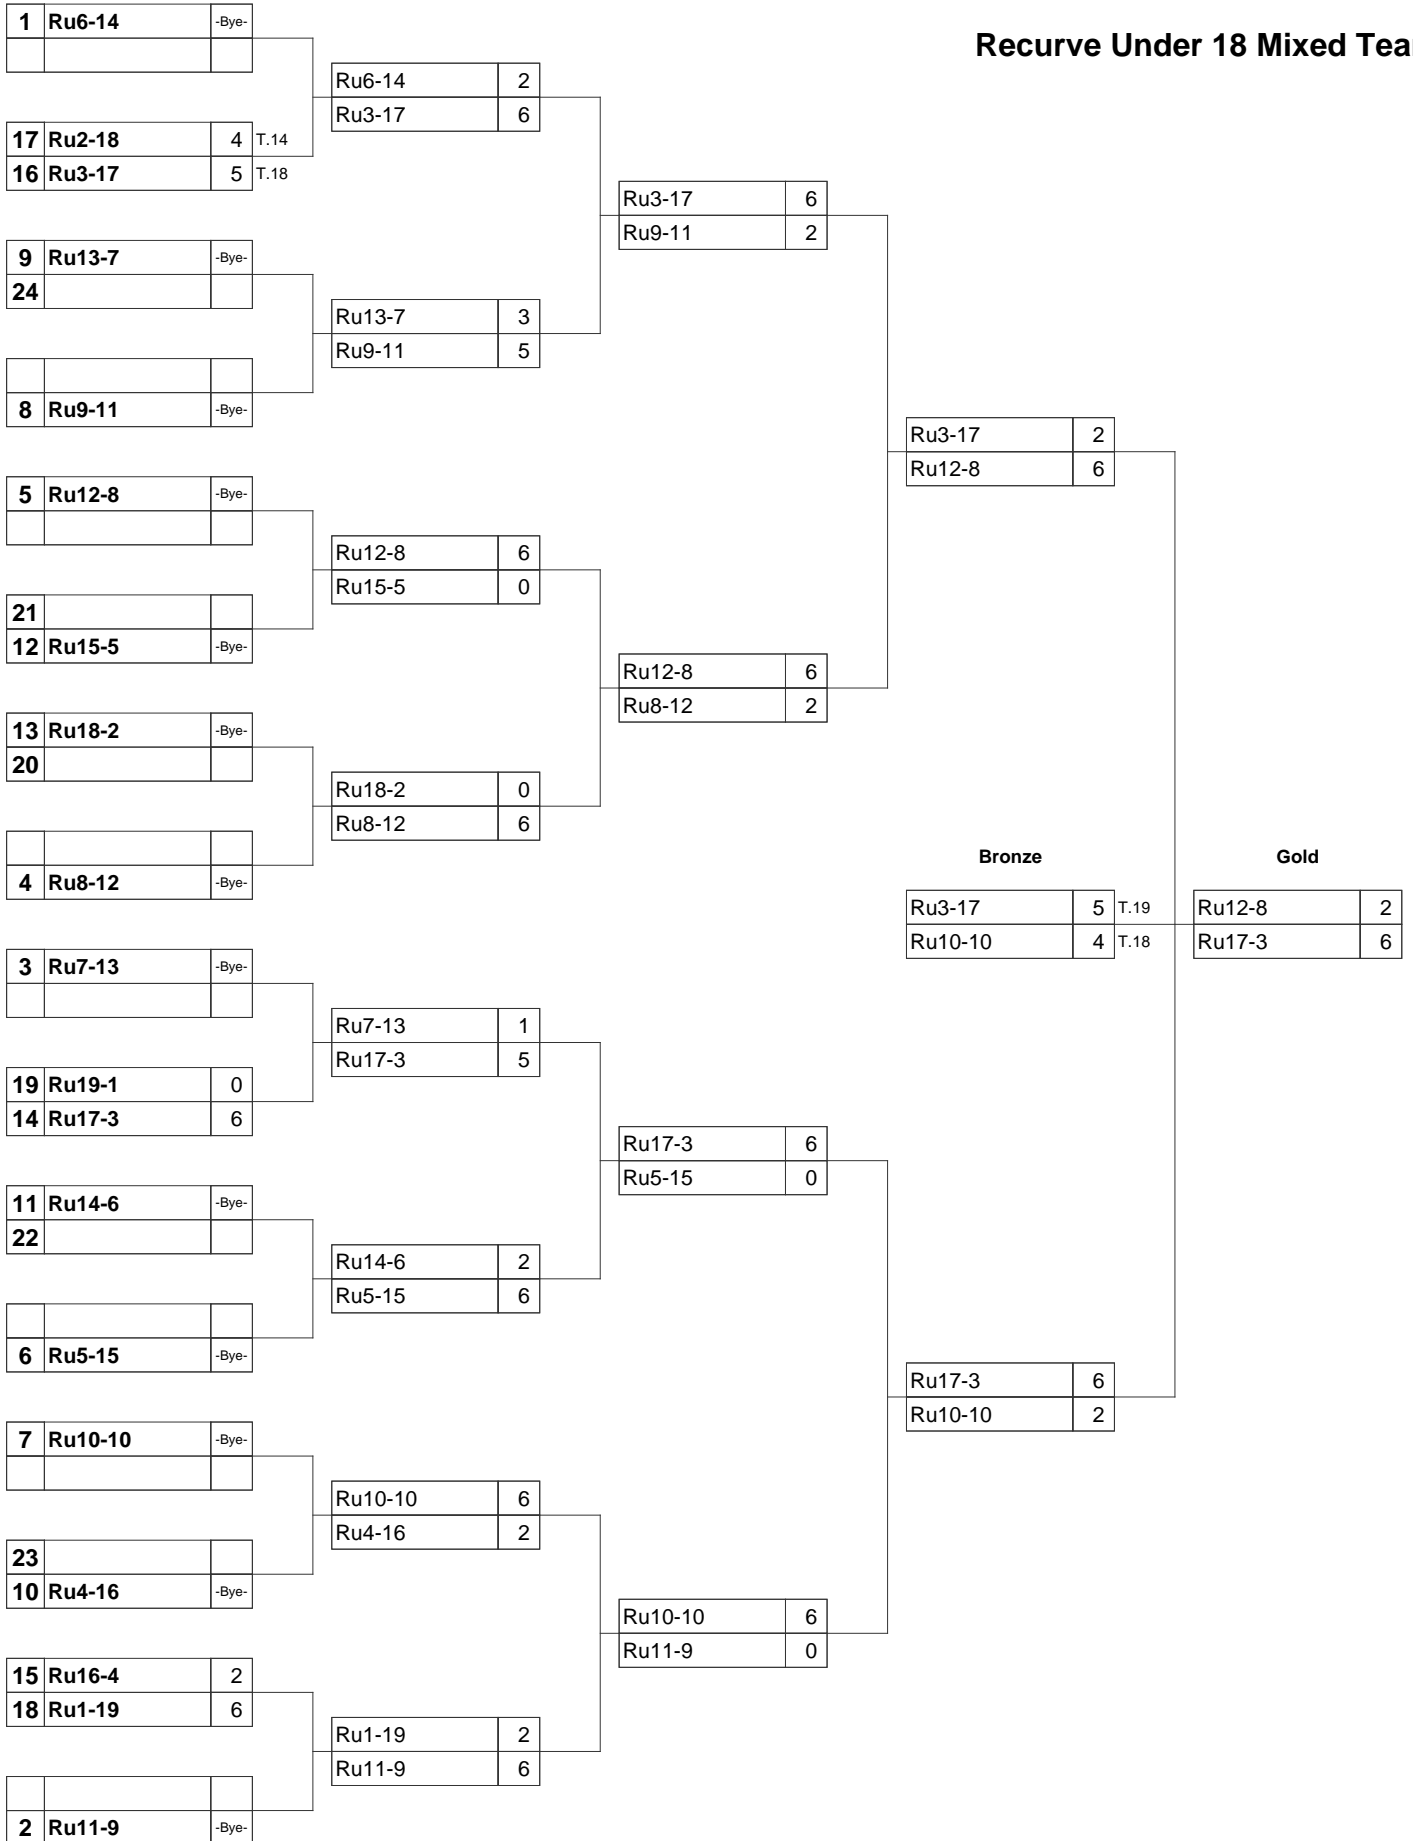 Recurve Under 18 Mixed Tea
1 Ru6-14 -Bye-
17 Ru2-18 4 T.14
16 Ru3-17 5 T.18
9 Ru13-7 -Bye-
24
8 Ru9-11 -Bye-
5 Ru12-8 -Bye-
21
12 Ru15-5 -Bye-
13 Ru18-2 -Bye-
20
4 Ru8-12 -Bye-
3 Ru7-13 -Bye-
19 Ru19-1 0
14 Ru17-3 6
11 Ru14-6 -Bye-
22
6 Ru5-15 -Bye-
7 Ru10-10 -Bye-
23
10 Ru4-16 -Bye-
15 Ru16-4 2
18 Ru1-19 6
2 Ru11-9 -Bye-
Ru6-14 2
Ru3-17 6
Ru13-7 3
Ru9-11 5
Ru12-8 6
Ru15-5 0
Ru18-2 0
Ru8-12 6
Ru7-13 1
Ru17-3 5
Ru14-6 2
Ru5-15 6
Ru10-10 6
Ru4-16 2
Ru1-19 2
Ru11-9 6
Ru3-17 6
Ru9-11 2
Ru12-8 6
Ru8-12 2
Ru17-3 6
Ru5-15 0
Ru10-10 6
Ru11-9 0
Ru3-17 2
Ru12-8 6
Ru17-3 6
Ru10-10 2
Bronze
Ru3-17 5 T.19
Ru10-10 4 T.18
Gold
Ru12-8 2
Ru17-3 6